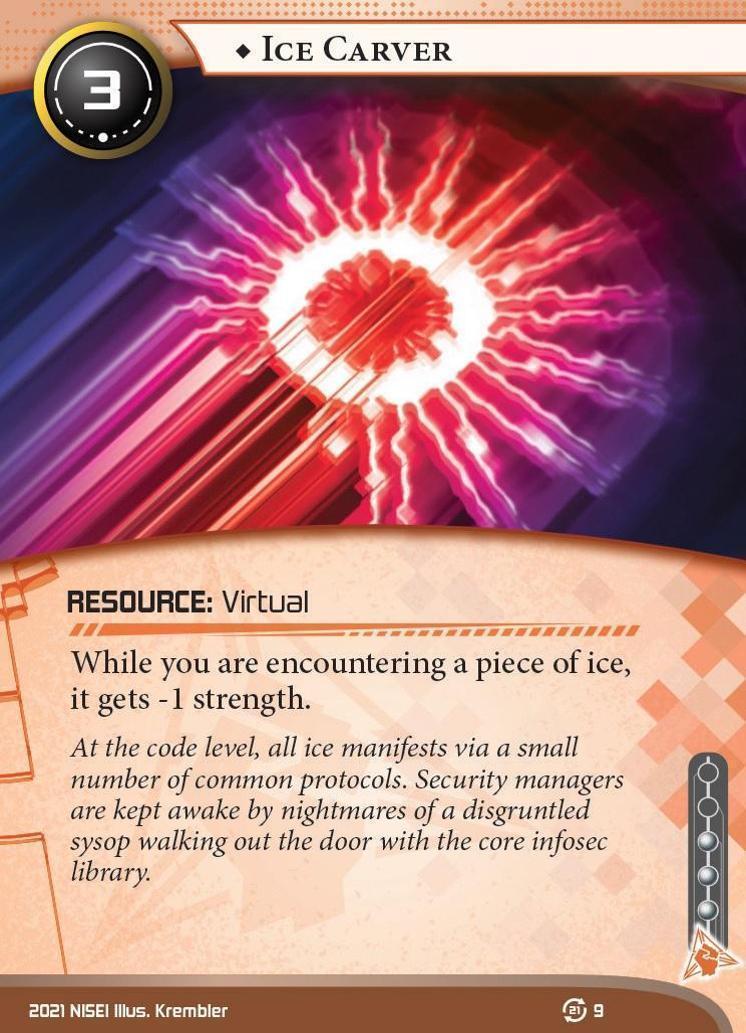 3
◆ Ice Carver
RESOURCE: Virtual
While you are encountering a piece of ice,
it gets -1 strength.
At the code level, all ice manifests via a small
number of common protocols. Security managers
are kept awake by nightmares of a disgruntled
sysop walking out the door with the core infosec
library.
2021 NISEI Illus. Krembler
21 9